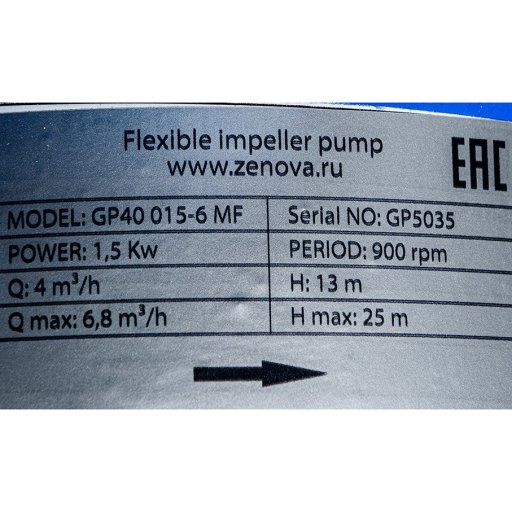 Flexible impeller pump
www.zenova.ru
EAC
MODEL: GP40 015-6 MF Serial NO: GP5035
POWER: 1,5 Kw PERIOD: 900 rpm
Q: 4 m³/h H: 13 m
Q max: 6,8 m³/h H max: 25 m